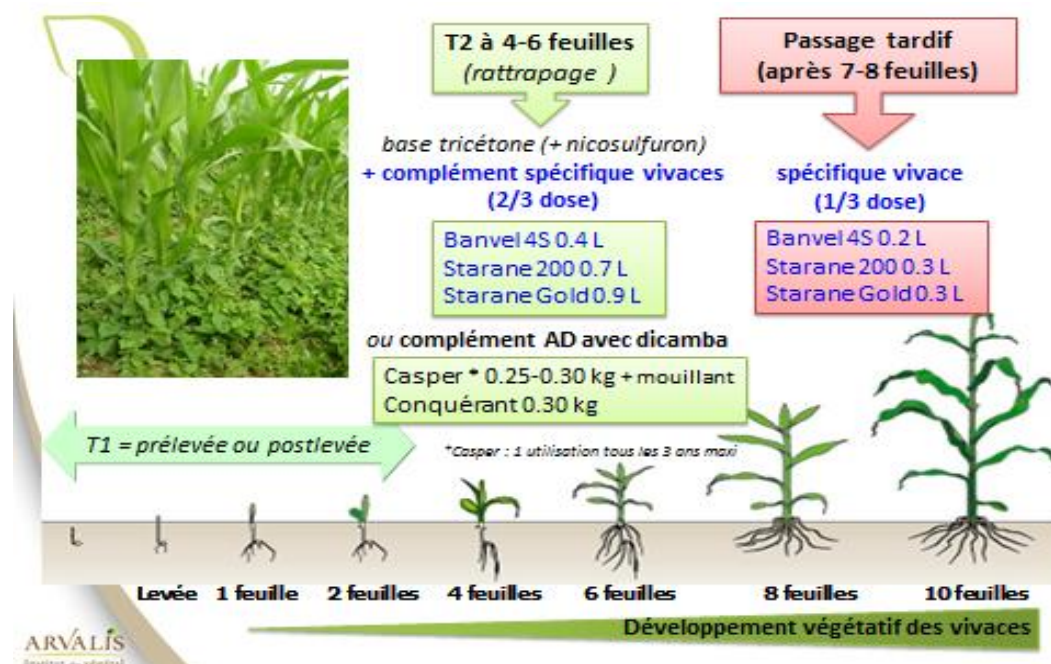 T2 à 4-6 feuilles
(rattrapage )
base tricétone (+ nicosulfuron)
+ complément spécifique vivaces
(2/3 dose)
Banvel 4S 0.4 L
Starane 200 0.7 L
Starane Gold 0.9 L
ou complément AD avec dicamba
Casper * 0.25-0.30 kg + mouillant
Conquérant 0.30 kg
*Casper : 1 utilisation tous les 3 ans maxi
Passage tardif
(après 7-8 feuilles)
spécifique vivace
(1/3 dose)
Banvel 4S 0.2 L
Starane 200 0.3 L
Starane Gold 0.3 L
T1 = prélevée ou postlevée
Levée 1 feuille 2 feuilles 4 feuilles 6 feuilles 8 feuilles 10 feuilles
Développement végétatif des vivaces
ARVALIS